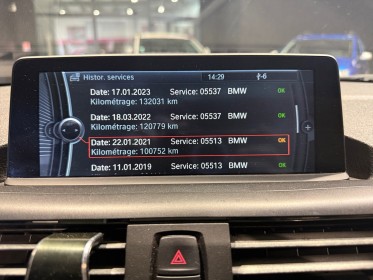 Histor. services 14:29 6
Date: 17.01.2023 Service: 05537 BMW OK
Kilométrage: 132031 km
Date: 18.03.2022 Service: 05537 BMW OK
Kilométrage: 120779 km
Date: 22.01.2021 Service: 05513 BMW OK
Kilométrage: 100752 km
Date: 11.01.2019 Service: 05513 BMW OK